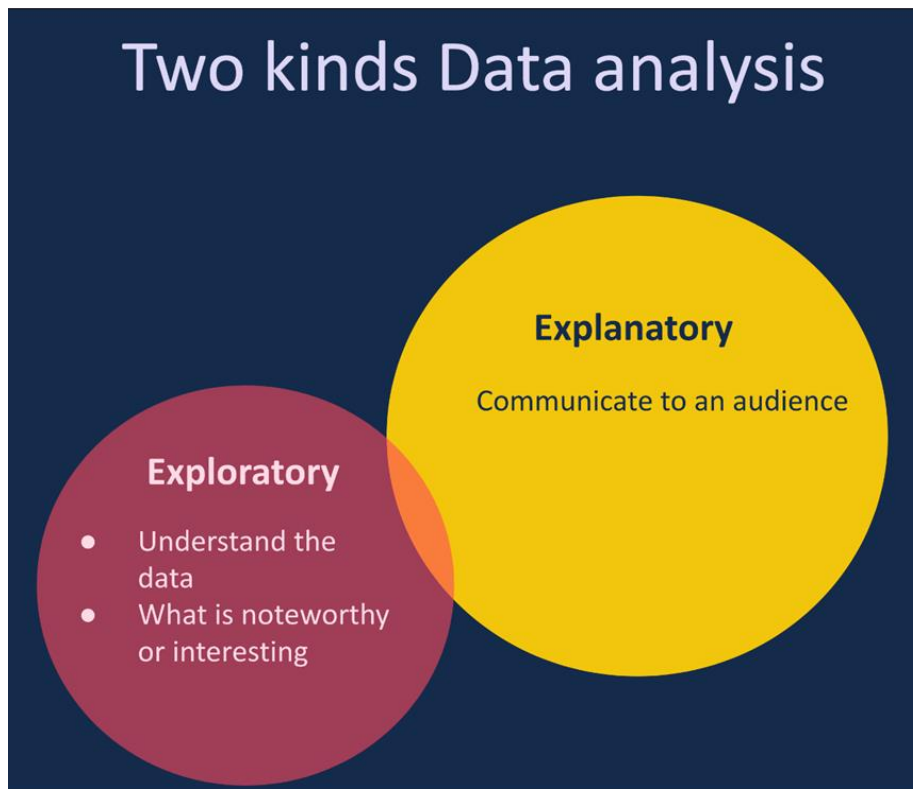 Two kinds Data analysis
Explanatory
Communicate to an audience
Exploratory
● Understand the
data
● What is noteworthy
or interesting